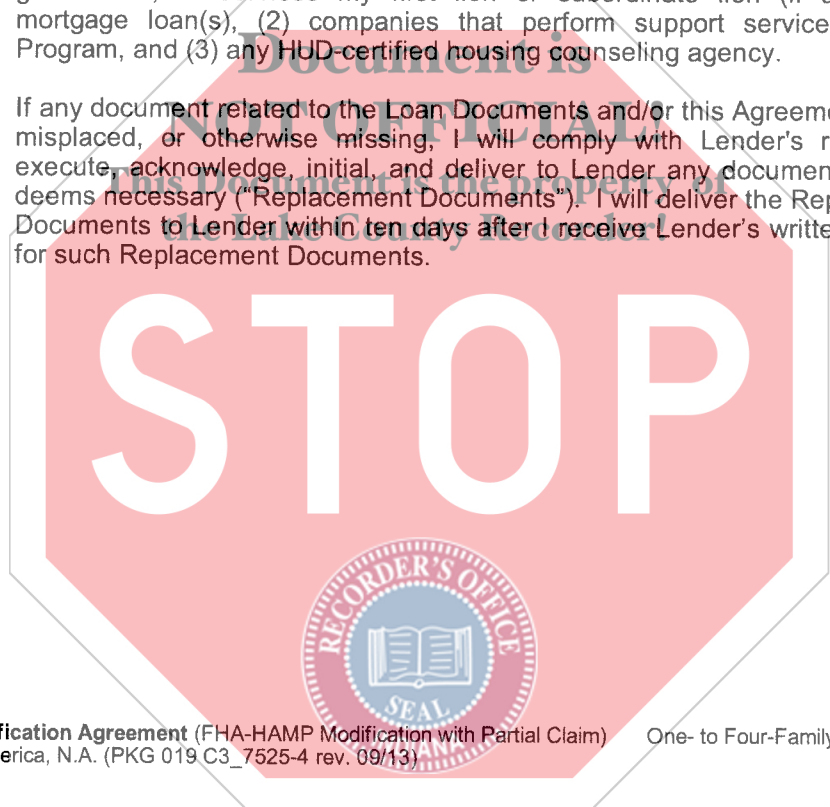 mortgage loan(s), (2) companies that perform support service
Program, and (3) any HUD-certified housing counseling agency.
Document is
If any document related to the Loan Documents and/or this Agreeme
NOT OFFICIAL!
misplaced, or otherwise missing, I will comply with Lender's r
execute, acknowledge, initial, and deliver to Lender any document
This Document is the property of
deems necessary ("Replacement Documents"). I will deliver the Rep
the Lake County Recorder!
Documents to Lender within ten days after I receive Lender's writte
for such Replacement Documents.
STOP
RECORDER'S OFFICE
SEAL
INDIANA
fication Agreement (FHA-HAMP Modification with Partial Claim) One- to Four-Family
erica, N.A. (PKG 019 C3_7525-4 rev. 09/13)